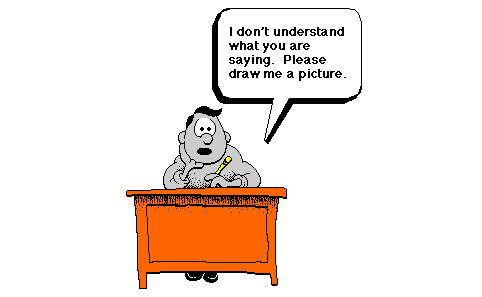 I don't understand
what you are
saying.  Please
draw me a picture.